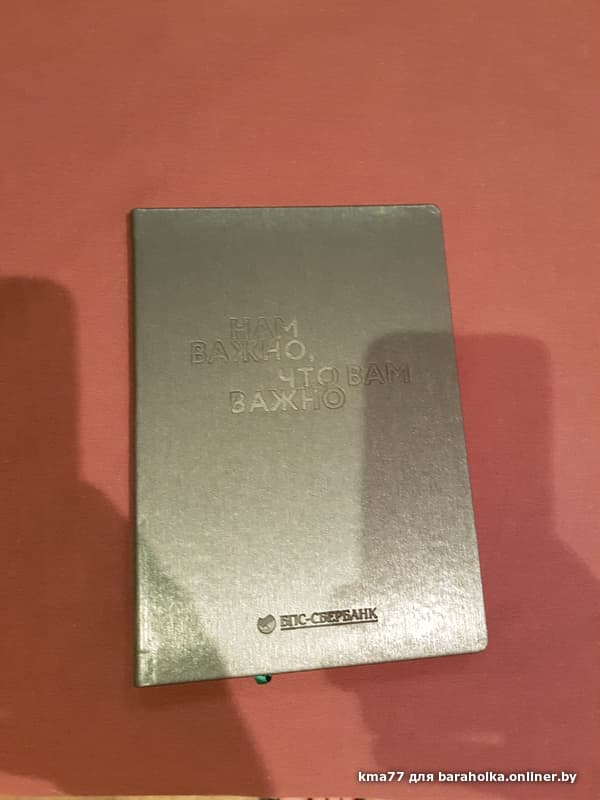 НАМ
ВАЖНО,
ЧТО ВАМ
ВАЖНО
БПС-СБЕРБАНК
kma77 для baraholka.onliner.by